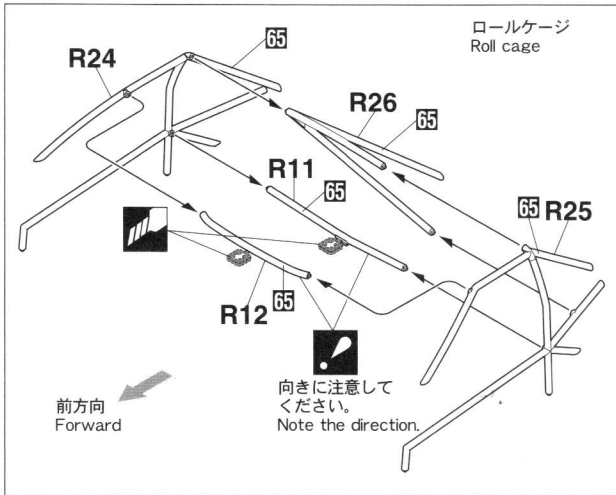 ロールケージ
Roll cage
R24
65
R26
65
R11
65
65
R25
R12
65
向きに注意して
ください。
Note the direction.
前方向
Forward